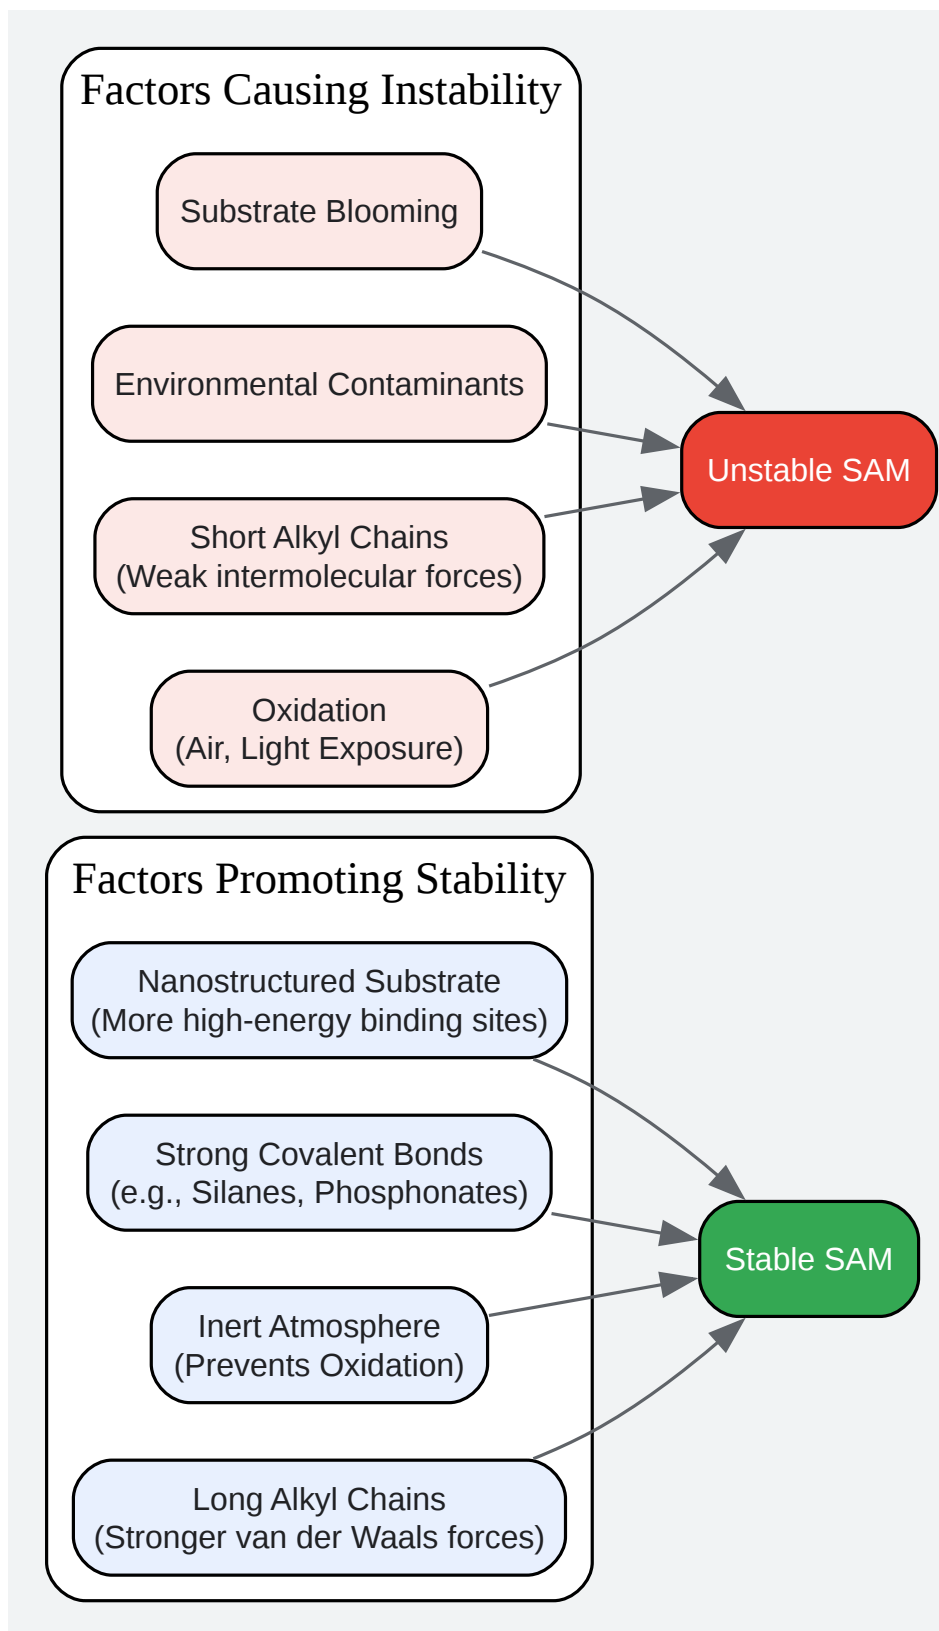 Factors Causing Instability
Substrate Blooming
Environmental Contaminants
Short Alkyl Chains
(Weak intermolecular forces)
Oxidation
(Air, Light Exposure)
Unstable SAM
Factors Promoting Stability
Nanostructured Substrate
(More high-energy binding sites)
Strong Covalent Bonds
(e.g., Silanes, Phosphonates)
Inert Atmosphere
(Prevents Oxidation)
Long Alkyl Chains
(Stronger van der Waals forces)
Stable SAM